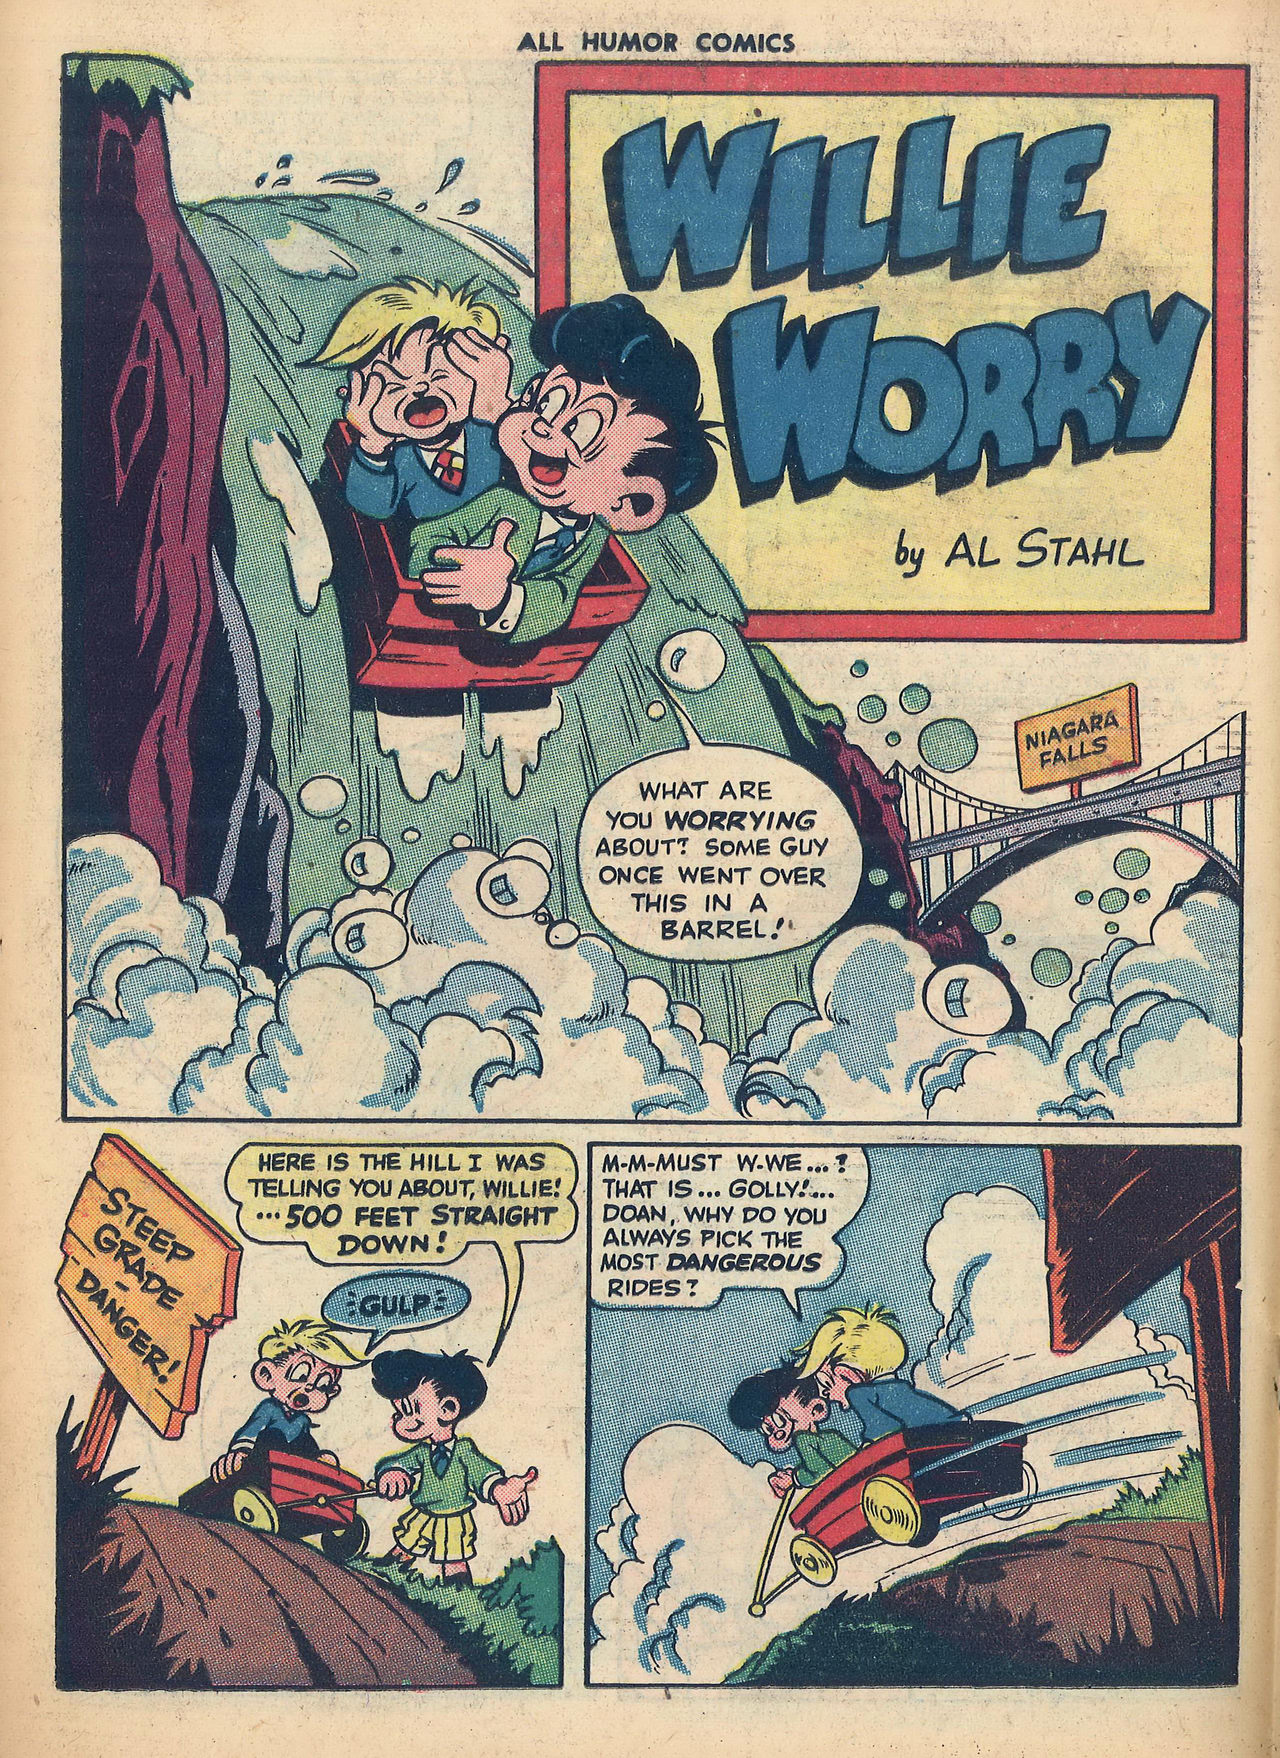 ALL HUMOR COMICS
WILLIE
WORRY
by AL STAHL
NIAGARA
FALLS
WHAT ARE
YOU WORRYING
ABOUT? SOME GUY
ONCE WENT OVER
THIS IN A
BARREL!
STEEP
GRADE
-
DANGER!
HERE IS THE HILL I WAS
TELLING YOU ABOUT, WILLIE!
...500 FEET STRAIGHT
DOWN!
GULP
M-M-MUST W-WE...?
THAT IS... GOLLY!...
DOAN, WHY DO YOU
ALWAYS PICK THE
MOST DANGEROUS
RIDES?